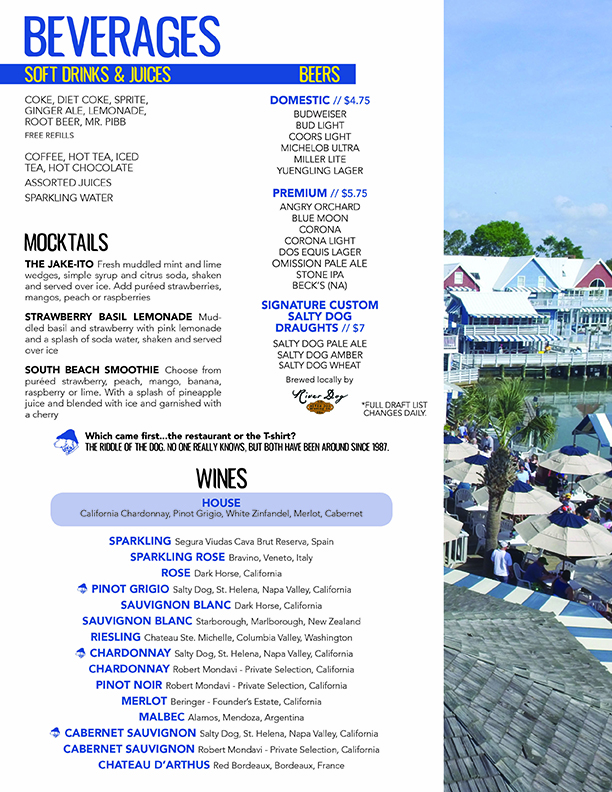 BEVERAGES
SOFT DRINKS & JUICES
COKE, DIET COKE, SPRITE,
GINGER ALE, LEMONADE,
ROOT BEER, MR. PIBB
FREE REFILLS
COFFEE, HOT TEA, ICED
TEA, HOT CHOCOLATE
ASSORTED JUICES
SPARKLING WATER
MOCKTAILS
THE JAKE-ITO Fresh muddled mint and lime
wedges, simple syrup and citrus soda, shaken
and served over ice. Add puréed strawberries,
mangos, peach or raspberries
STRAWBERRY BASIL LEMONADE Mud-
dled basil and strawberry with pink lemonade
and a splash of soda water, shaken and served
over ice
SOUTH BEACH SMOOTHIE Choose from
puréed strawberry, peach, mango, banana,
raspberry or lime. With a splash of pineapple
juice and blended with ice and garnished with
a cherry
BEERS
DOMESTIC // $4.75
BUDWEISER
BUD LIGHT
COORS LIGHT
MICHELOB ULTRA
MILLER LITE
YUENGLING LAGER
PREMIUM // $5.75
ANGRY ORCHARD
BLUE MOON
CORONA
CORONA LIGHT
DOS EQUIS LAGER
OMISSION PALE ALE
STONE IPA
BECK'S (NA)
SIGNATURE CUSTOM
SALTY DOG
DRAUGHTS // $7
SALTY DOG PALE ALE
SALTY DOG AMBER
SALTY DOG WHEAT
Brewed locally by
River Dog
*FULL DRAFT LIST
CHANGES DAILY.
Which came first...the restaurant or the T-shirt?
THE RIDDLE OF THE DOG. NO ONE REALLY KNOWS, BUT BOTH HAVE BEEN AROUND SINCE 1987.
WINES
HOUSE
California Chardonnay, Pinot Grigio, White Zinfandel, Merlot, Cabernet
SPARKLING Segura Viudas Cava Brut Reserva, Spain
SPARKLING ROSE Bravino, Veneto, Italy
ROSE Dark Horse, California
PINOT GRIGIO Salty Dog, St. Helena, Napa Valley, California
SAUVIGNON BLANC Dark Horse, California
SAUVIGNON BLANC Starborough, Marlborough, New Zealand
RIESLING Chateau Ste. Michelle, Columbia Valley, Washington
CHARDONNAY Salty Dog, St. Helena, Napa Valley, California
CHARDONNAY Robert Mondavi - Private Selection, California
PINOT NOIR Robert Mondavi - Private Selection, California
MERLOT Beringer - Founder's Estate, California
MALBEC Alamos, Mendoza, Argentina
CABERNET SAUVIGNON Salty Dog, St. Helena, Napa Valley, California
CABERNET SAUVIGNON Robert Mondavi - Private Selection, California
CHATEAU D'ARTHUS Red Bordeaux, Bordeaux, France